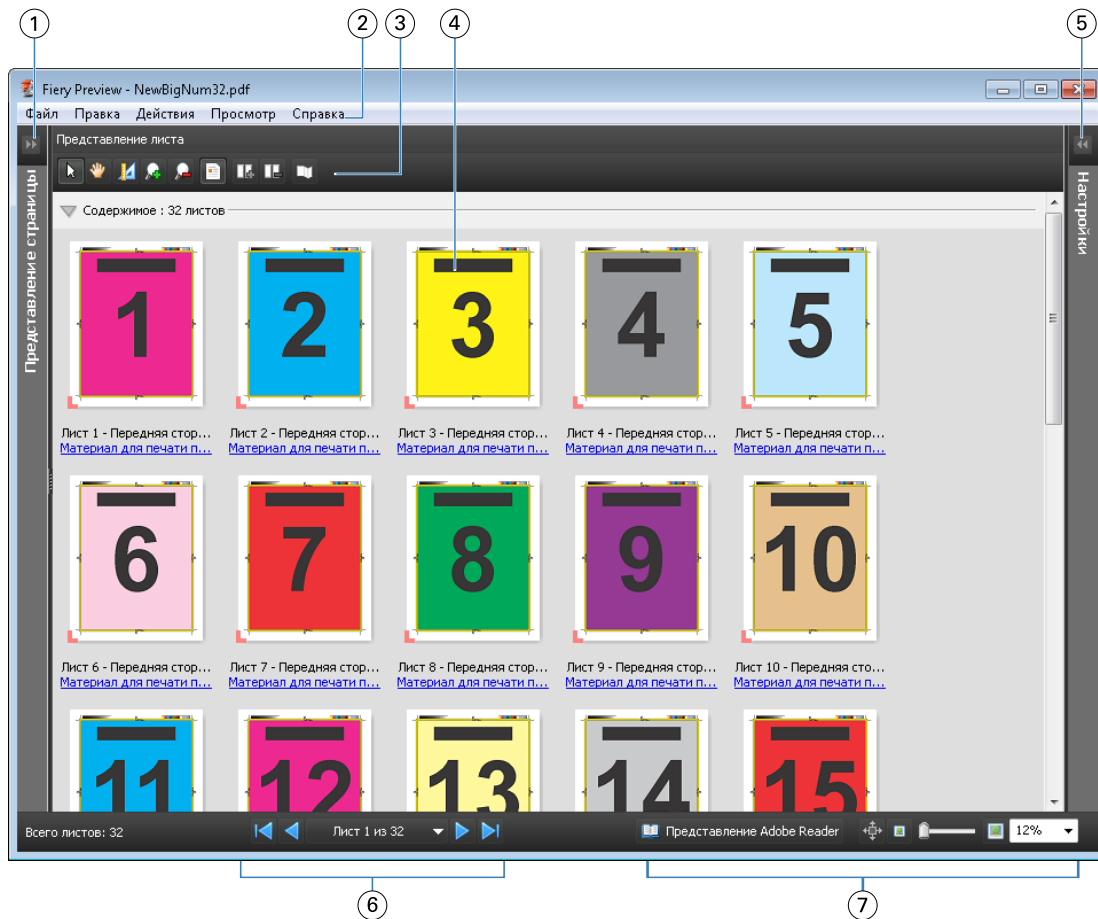 1 2 3 4 5
Fiery Preview - NewBigNum32.pdf
Файл Правка Действия Просмотр Справка
Представление листа
Представление страницы
Настройки
Содержимое : 32 листов
1 2 3 4 5
Лист 1 - Передняя стор... Лист 2 - Передняя стор... Лист 3 - Передняя стор... Лист 4 - Передняя стор... Лист 5 - Передняя стор...
Материал для печати п... Материал для печати п... Материал для печати п... Материал для печати п... Материал для печати п...
6 7 8 9 10
Лист 6 - Передняя стор... Лист 7 - Передняя стор... Лист 8 - Передняя стор... Лист 9 - Передняя стор... Лист 10 - Передняя сто...
Материал для печати п... Материал для печати п... Материал для печати п... Материал для печати п... Материал для печати п...
11 12 13 14 15
Всего листов: 32 Лист 1 из 32 Представление Adobe Reader 12%
6 7